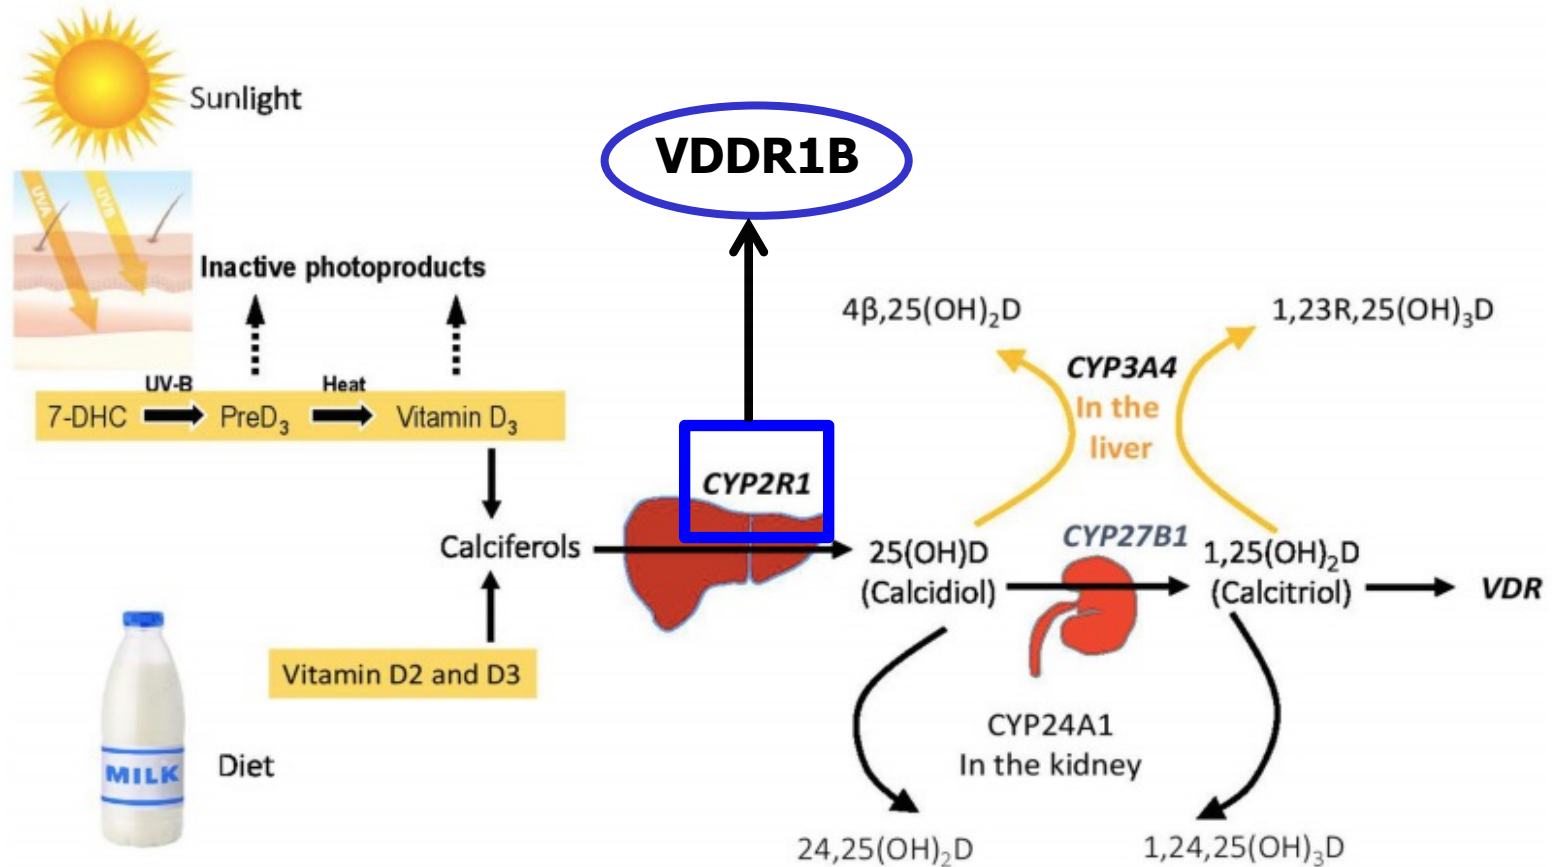 Sunlight
VDDR1B
UVA
UVB
Inactive photoproducts
4β,25(OH)₂D
1,23R,25(OH)₃D
CYP3A4
In the
liver
UV-B
Heat
7-DHC
PreD₃
Vitamin D₃
CYP2R1
Calciferols
25(OH)D
(Calcidiol)
CYP27B1
1,25(OH)₂D
(Calcitriol)
VDR
Vitamin D2 and D3
CYP24A1
In the kidney
MILK
Diet
24,25(OH)₂D
1,24,25(OH)₃D